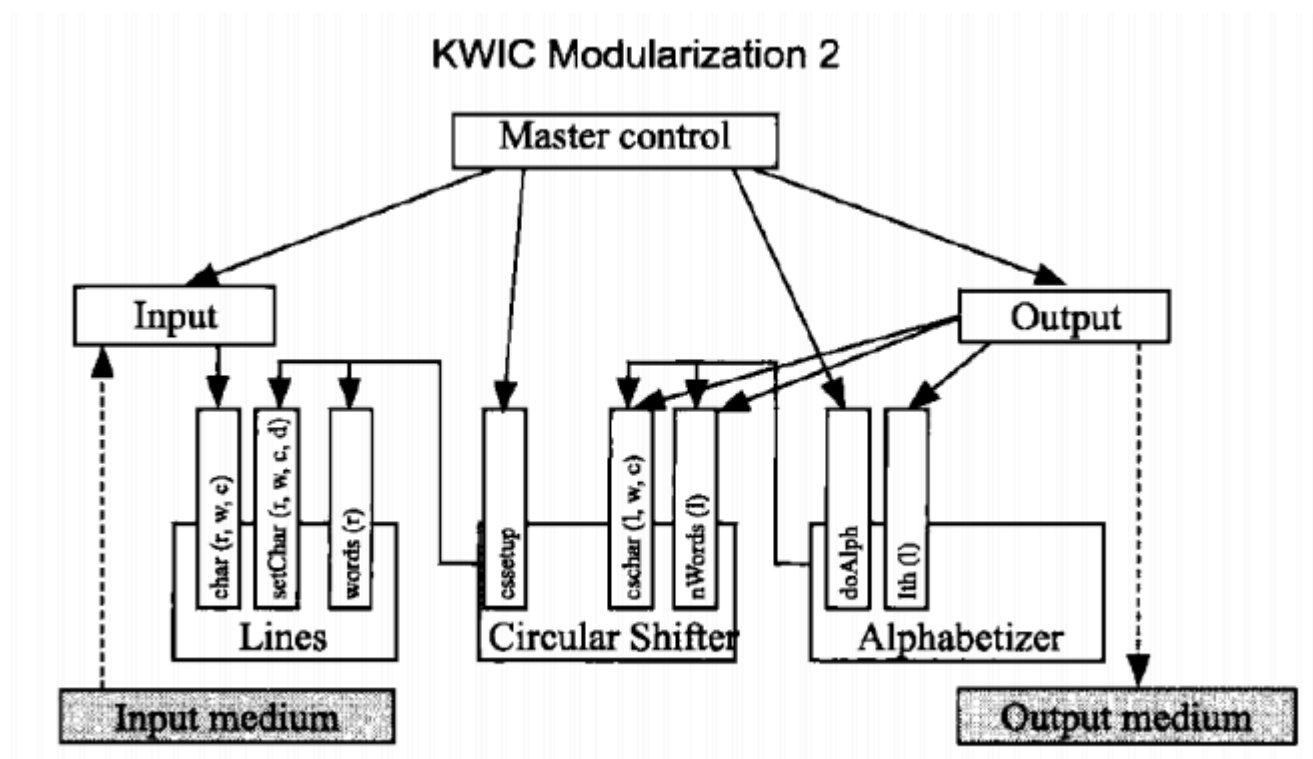 KWIC Modularization 2
Master control
Input
Output
char (r, w, c)
setChar (r, w, c, d)
words (r)
cssetup
cschar (l, w, c)
nWords (l)
doAlph
Ith (l)
Lines
Circular Shifter
Alphabetizer
Input medium
Output medium